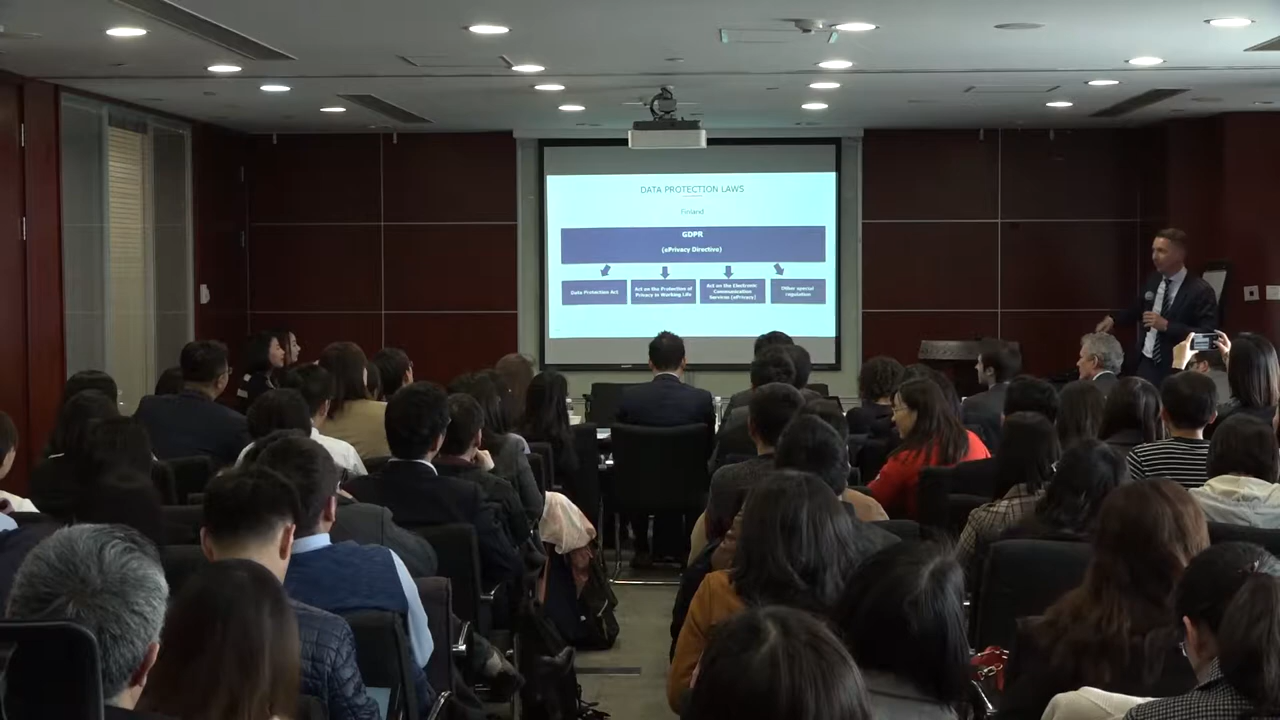 DATA PROTECTION LAWS
Finland
GDPR
(ePrivacy Directive)
Data Protection Act
Act on the Protection of
Privacy in Working Life
Act on the Electronic
Communication
Services (ePrivacy)
Other special
regulation